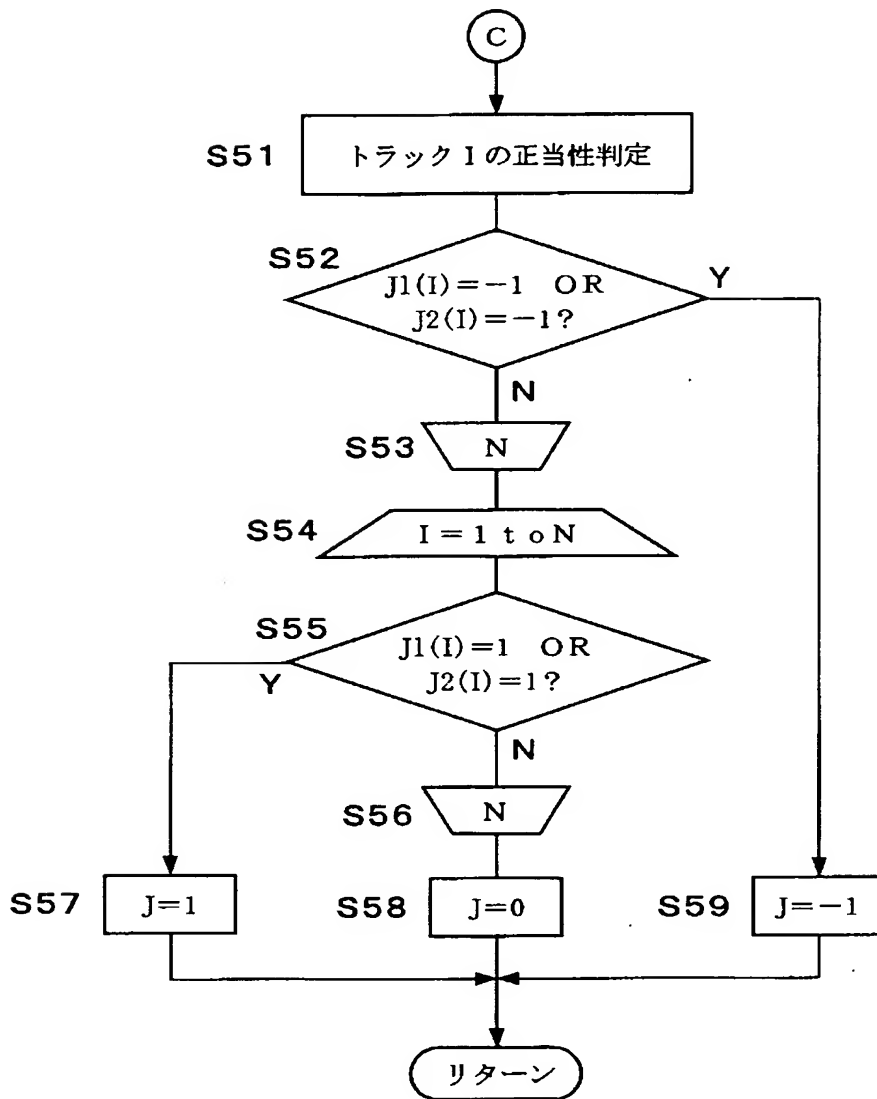 C
S51
トラックIの正当性判定
S52
J1(I)=−1 OR
J2(I)=−1?
Y
N
S53
N
S54
I=1 to N
S55
J1(I)=1 OR
J2(I)=1?
Y
N
S56
N
S57
J=1
S58
J=0
S59
J=−1
リターン